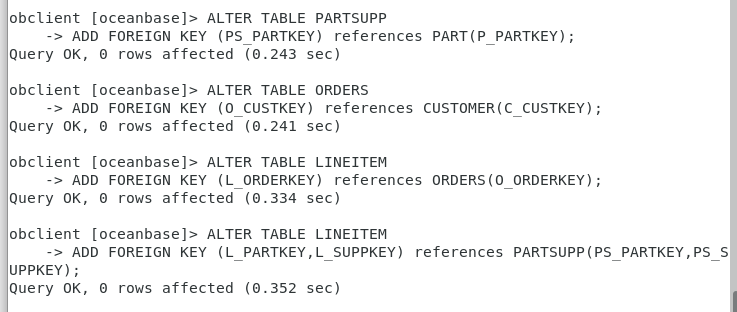 obclient [oceanbase]> ALTER TABLE PARTSUPP
    -> ADD FOREIGN KEY (PS_PARTKEY) references PART(P_PARTKEY);
Query OK, 0 rows affected (0.243 sec)

obclient [oceanbase]> ALTER TABLE ORDERS
    -> ADD FOREIGN KEY (O_CUSTKEY) references CUSTOMER(C_CUSTKEY);
Query OK, 0 rows affected (0.241 sec)

obclient [oceanbase]> ALTER TABLE LINEITEM
    -> ADD FOREIGN KEY (L_ORDERKEY) references ORDERS(O_ORDERKEY);
Query OK, 0 rows affected (0.334 sec)

obclient [oceanbase]> ALTER TABLE LINEITEM
    -> ADD FOREIGN KEY (L_PARTKEY,L_SUPPKEY) references PARTSUPP(PS_PARTKEY,PS_S
UPPKEY);
Query OK, 0 rows affected (0.352 sec)